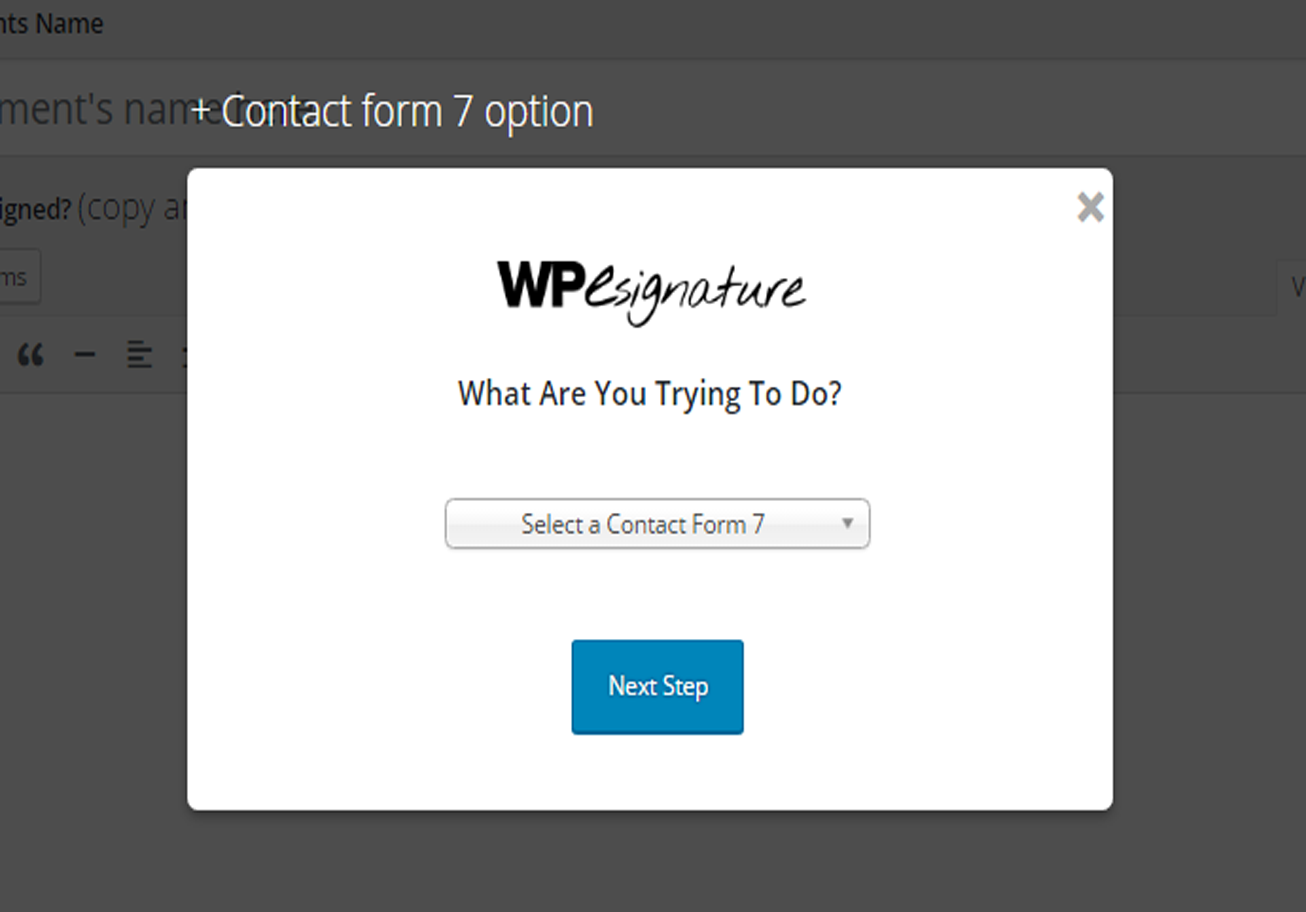 nts Name
ment's name
+ Contact form 7 option
igned? (copy a
ms
V
WPesignature
What Are You Trying To Do?
Select a Contact Form 7
Next Step